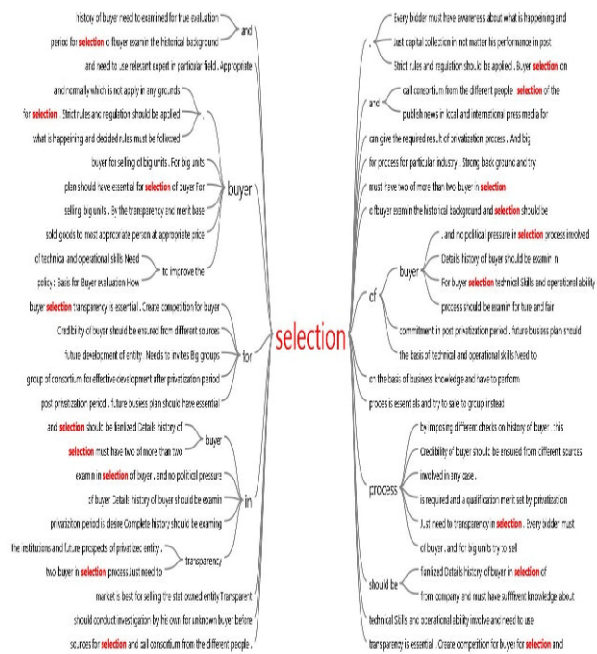 history of buyer need to examined for true evaluation
period for selection o fbuyer examin the historical background
and
and need to use relevant expert in particular field . Appropriate
and normally which is not apply in any grounds
for selection . Strict rules and regulation should be applied
.
what is happeining and decided rules must be followed
buyer for selling of big units . For big units
plan should have essental for selection of buyer For
buyer
selling big units . By the transparency and merit base
sold goods to most appropriate person at appropriate price
of technical and operational skills Need
to improve the
policy : Basis for Buyer evaluation How
buyer selection transparency is essential . Create competition for buyer
Credibility of buyer should be ensured from different sources
future development of entity . Needs to invites Big groups
for
group of consortium for effective development after privatization period
post privatization period . future busiess plan should have essential
and selection should be fianlized Details history of
buyer
selection must have two of more than two
examin in selection of buyer . and no political pressure
in
of buyer Details history of buyer should be examin
privatiziton period is desire Complete history should be examing
the institutions and future prospects of privatized entity .
transparency
two buyer in selection process Just need to
market is best for selling the stat owned entity Transparent
should conduct investigation by his own for unknown buyer before
sources for selection and call consortium from the different people .
selection
Every bidder must have awareness about what is happeining and
.
Just capital collection in not matter his performance in post
Strict rules and regulation should be applied . Buyer selection on
call consortium from the different people . selection of the
and
publish news in local and international press media for
can give the required result of privatization process . And big
for process for particular industry . Strong back ground and try
must have two of more than two buyer in selection
o fbuyer examin the historical background and selection should be
. and no political pressure in selection process involved
Details history of buyer should be examin in
buyer
For buyer selection technical Skills and operational ability
process should be examin for ture and fair
of
commitment in post privatization period . future busiess plan should
the basis of technical and operational skills Need to
on the basis of business knowledge and have to perform
proces is essentials and try to sale to group instead
by imposing different checks on history of buyer . this
Credibility of buyer should be ensured from different sources
involved in any case .
process
is required and a qualification merit set by privatization
Just need to transparency in selection . Every bidder must
of buyer . and for big units try to sell
fianlized Details history of buyer in selection of
should be
from company and must have suffivent knowledge about
technical Skills and operational ability involve and need to use
transparency is essential . Create competition for buyer for selection and